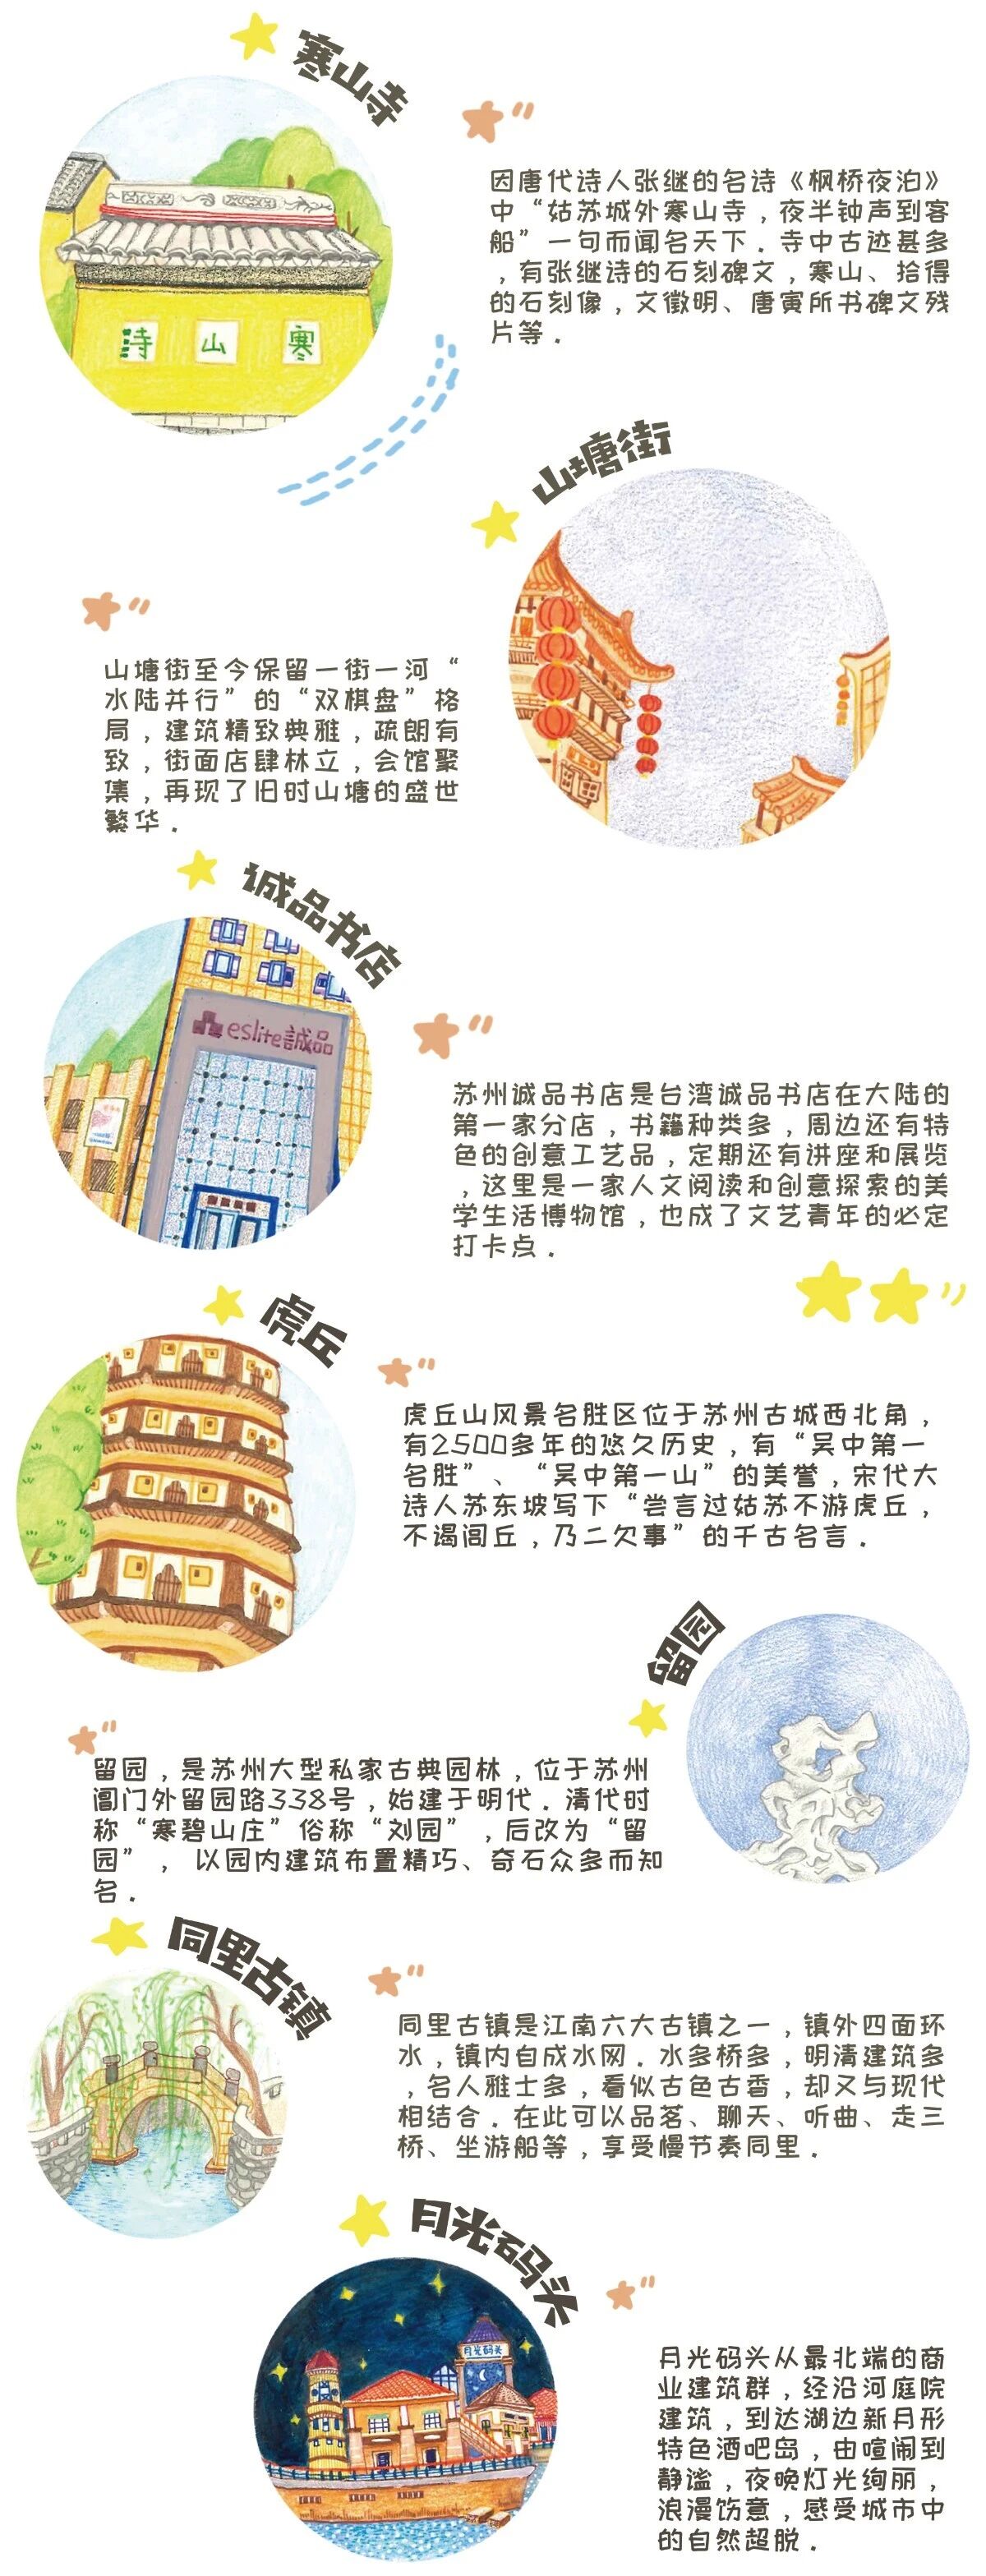 寒山寺
因唐代诗人张继的名诗《枫桥夜泊》
中“姑苏城外寒山寺，夜半钟声到客
船”一句而闻名天下．寺中古迹甚多
，有张继诗的石刻碑文，寒山、拾得
的石刻像，文徵明、唐寅所书碑文残
片等．
寺山寒
山塘街
山塘街至今保留一街一河“
水陆并行”的“双棋盘”格
局，建筑精致典雅，疏朗有
致，街面店肆林立，会馆聚
集，再现了旧时山塘的盛世
繁华．
诚品书店
eslite誠品
苏州诚品书店是台湾诚品书店在大陆的
第一家分店，书籍种类多，周边还有特
色的创意工艺品，定期还有讲座和展览
，这里是一家人文阅读和创意探索的美
学生活博物馆，也成了文艺青年的必定
打卡点．
虎丘
虎丘山风景名胜区位于苏州古城西北角，
有2500多年的悠久历史，有“吴中第一
名胜”、“吴中第一山”的美誉，宋代大
诗人苏东坡写下“尝言过姑苏不游虎丘，
不谒闾丘，乃二欠事”的千古名言．
留园
留园，是苏州大型私家古典园林，位于苏州
阊门外留园路338号，始建于明代．清代时
称“寒碧山庄”俗称“刘园”，后改为“留
园”， 以园内建筑布置精巧、奇石众多而知
名．
同里古镇
同里古镇是江南六大古镇之一，镇外四面环
水，镇内自成水网．水多桥多，明清建筑多
，名人雅士多，看似古色古香，却又与现代
相结合．在此可以品茗、聊天、听曲、走三
桥、坐游船等，享受慢节奏同里．
月光码头
月光码头
月光码头从最北端的商
业建筑群，经沿河庭院
建筑，到达湖边新月形
特色酒吧岛，由喧闹到
静谧，夜晚灯光绚丽，
浪漫饬意，感受城市中
的自然超脱．